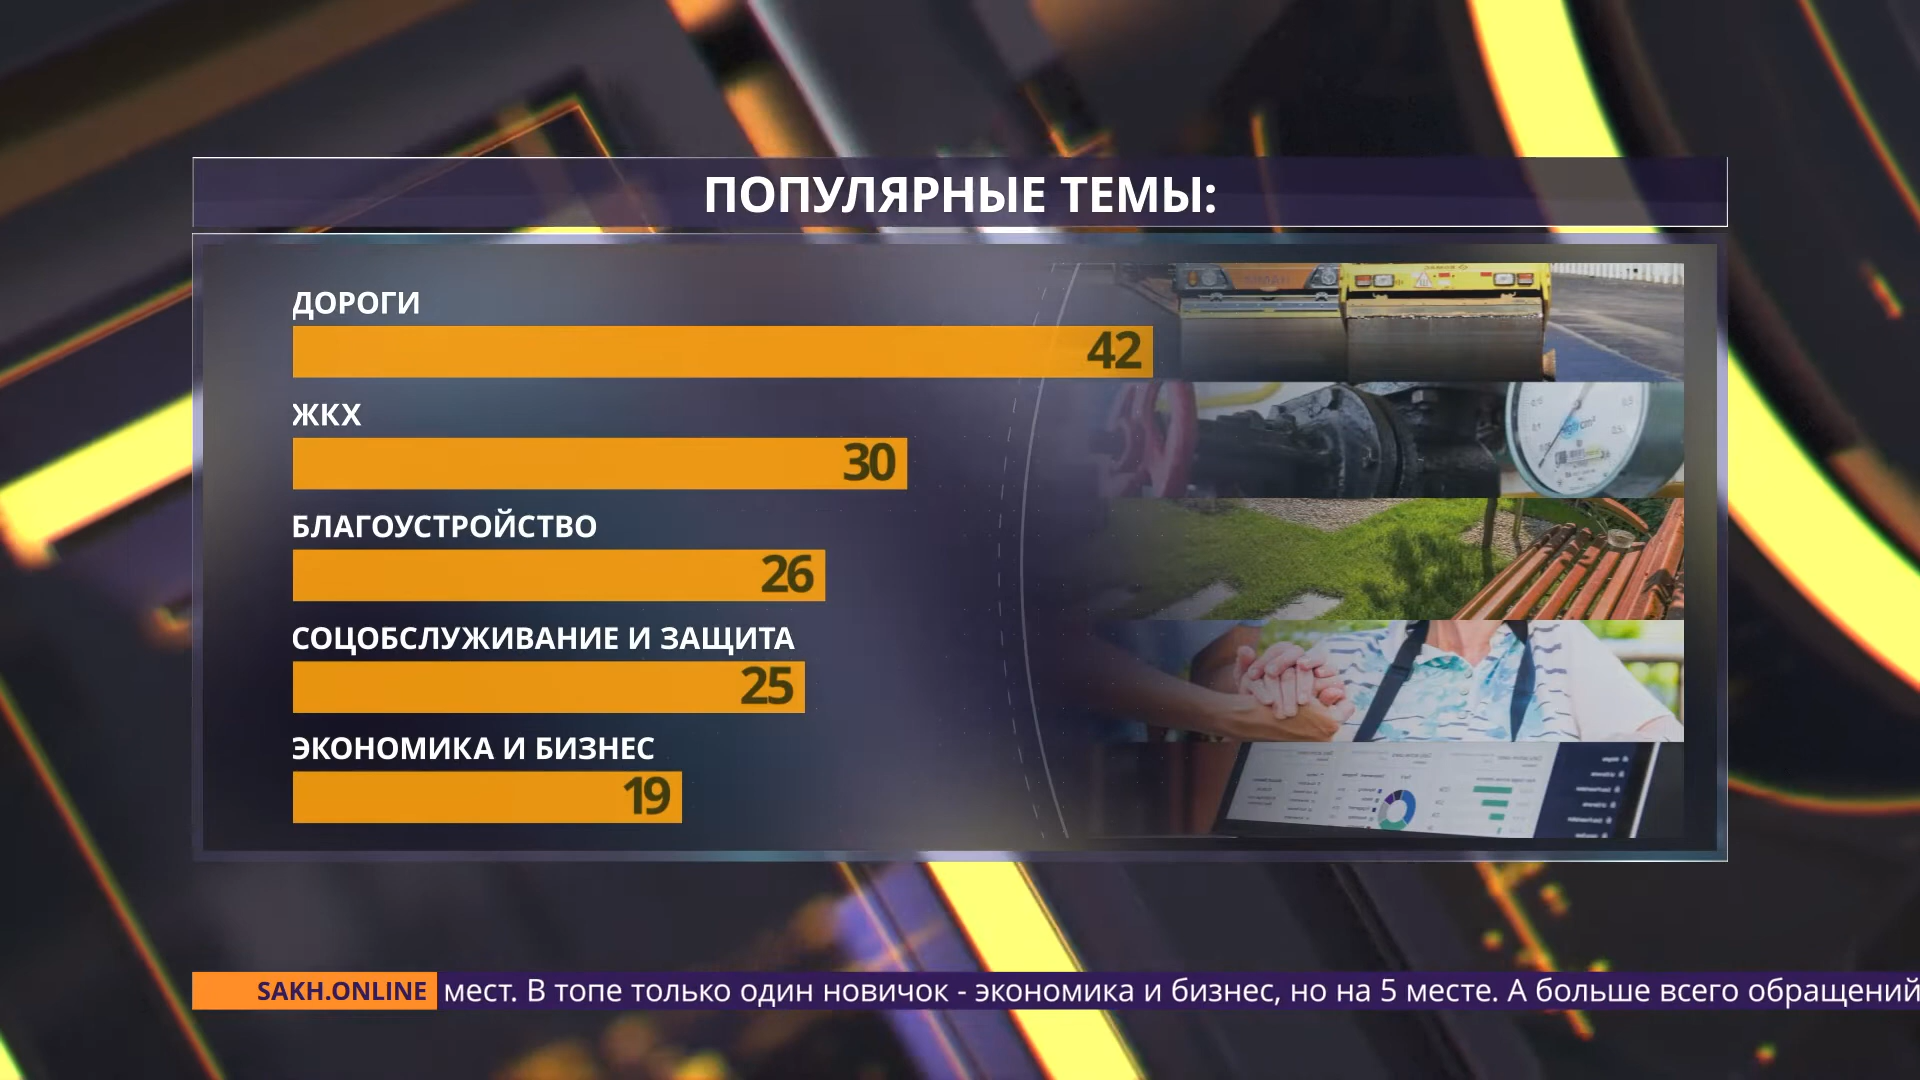 ПОПУЛЯРНЫЕ ТЕМЫ:
ДОРОГИ
42
ЖКХ
30
БЛАГОУСТРОЙСТВО
26
СОЦОБСЛУЖИВАНИЕ И ЗАЩИТА
25
ЭКОНОМИКА И БИЗНЕС
19
SAKH.ONLINE мест. В топе только один новичок - экономика и бизнес, но на 5 месте. А больше всего обращений